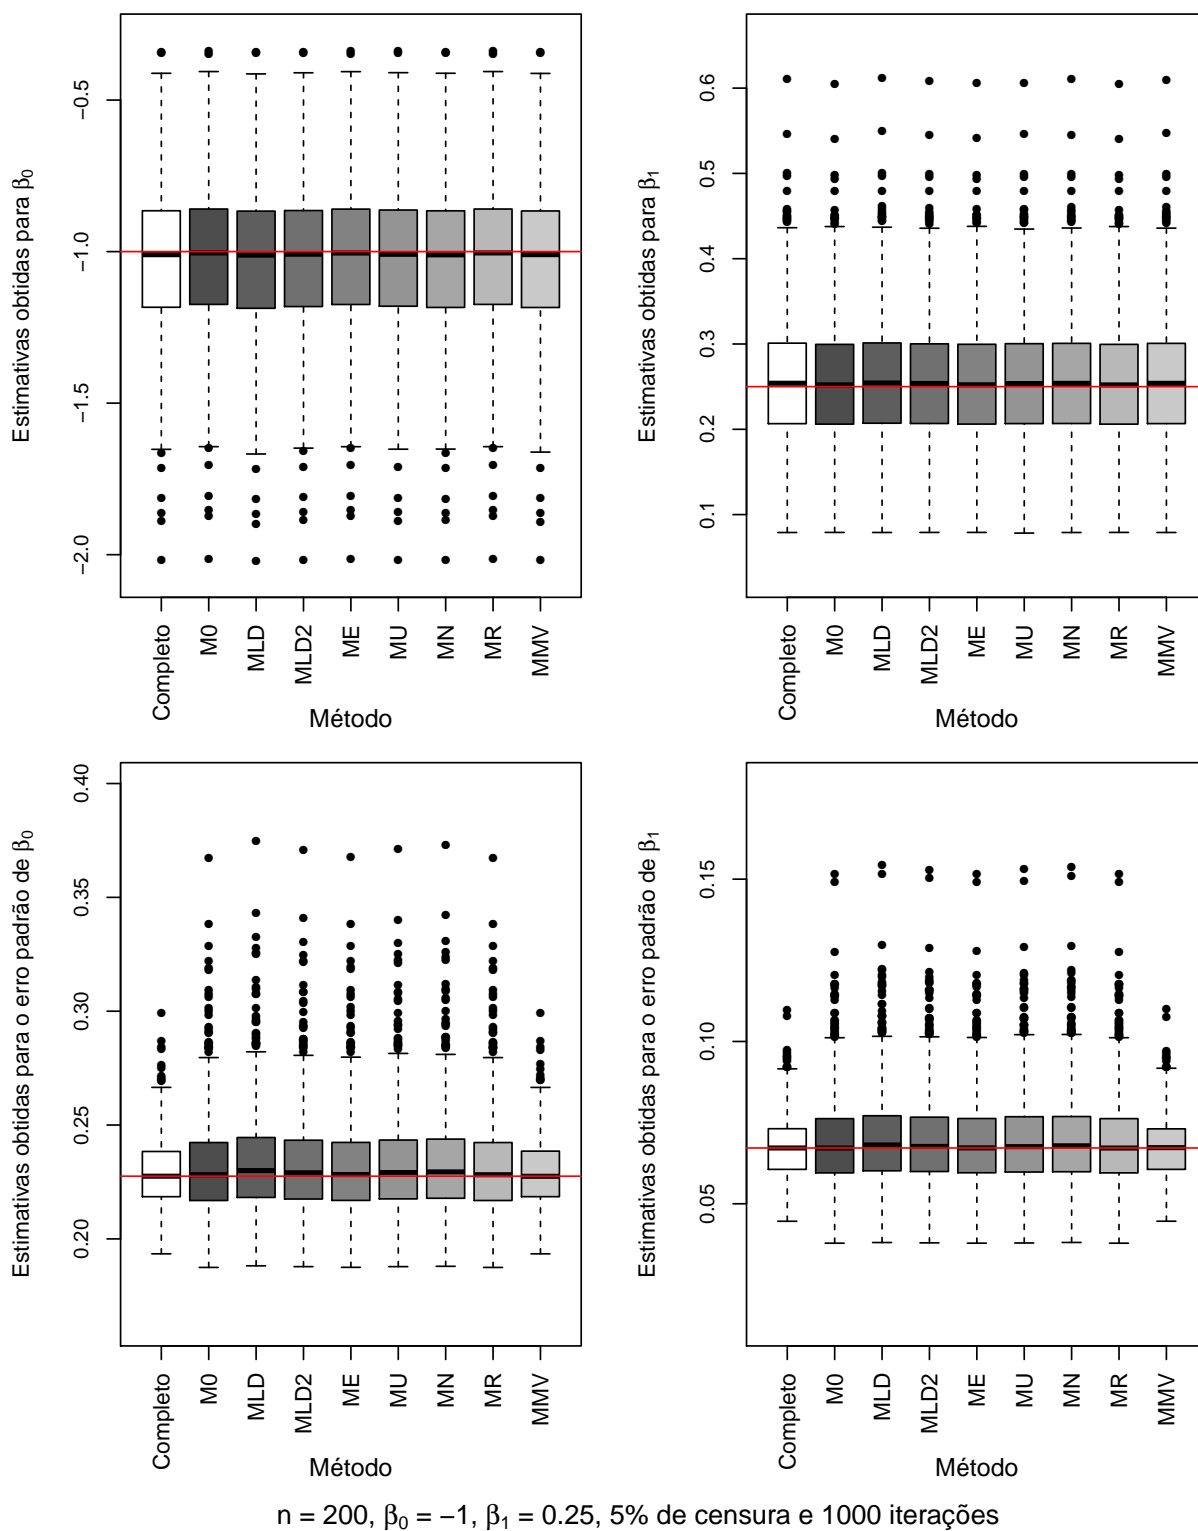 Estimativas obtidas para β₀
−0.5
−1.0
−1.5
−2.0
Completo
M0
MLD
MLD2
ME
MU
MN
MR
MMV
Método
Estimativas obtidas para β₁
0.6
0.5
0.4
0.3
0.2
0.1
Completo
M0
MLD
MLD2
ME
MU
MN
MR
MMV
Método
Estimativas obtidas para o erro padrão de β₀
0.40
0.35
0.30
0.25
0.20
Completo
M0
MLD
MLD2
ME
MU
MN
MR
MMV
Método
Estimativas obtidas para o erro padrão de β₁
0.15
0.10
0.05
Completo
M0
MLD
MLD2
ME
MU
MN
MR
MMV
Método
n = 200, β₀ = −1, β₁ = 0.25, 5% de censura e 1000 iterações